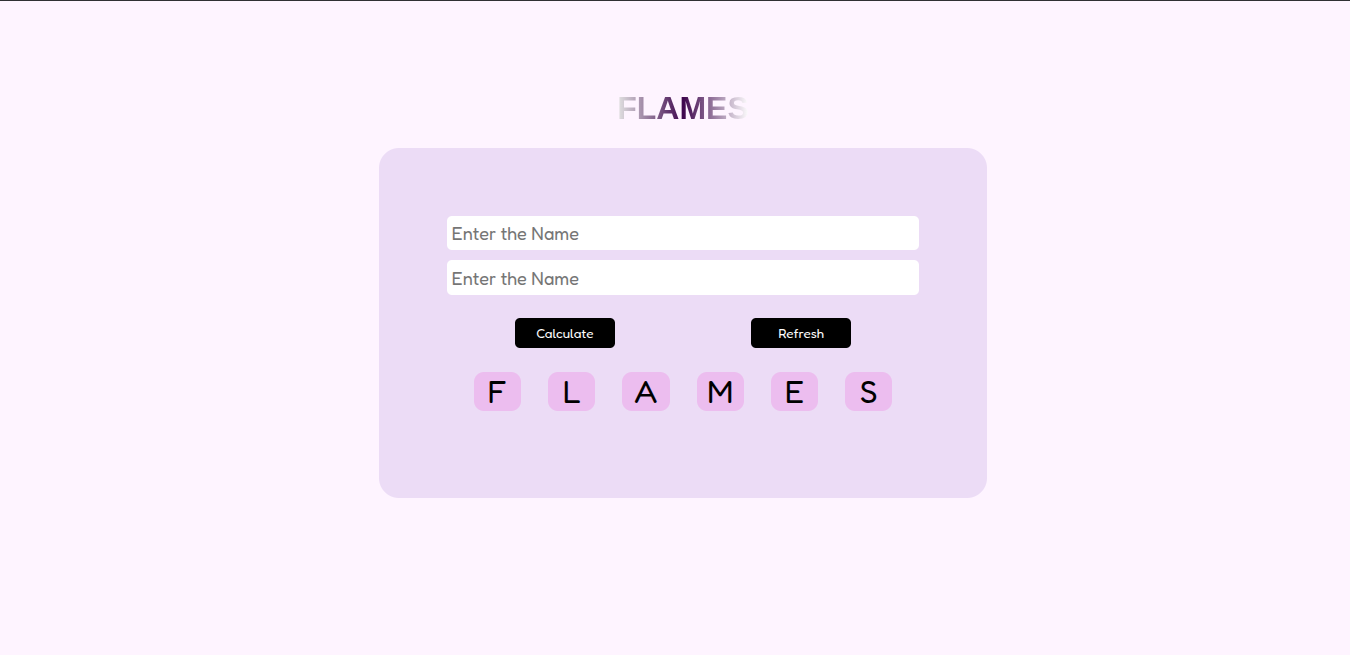 FLAMES
Enter the Name
Enter the Name
Calculate Refresh
F L A M E S